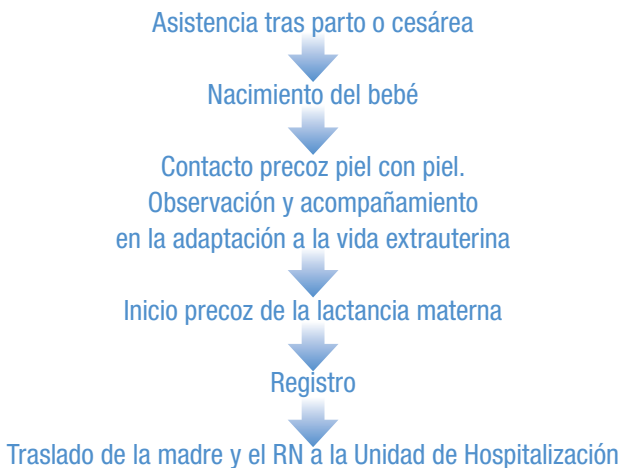 Asistencia tras parto o cesárea
Nacimiento del bebé
Contacto precoz piel con piel.
Observación y acompañamiento
en la adaptación a la vida extrauterina
Inicio precoz de la lactancia materna
Registro
Traslado de la madre y el RN a la Unidad de Hospitalización